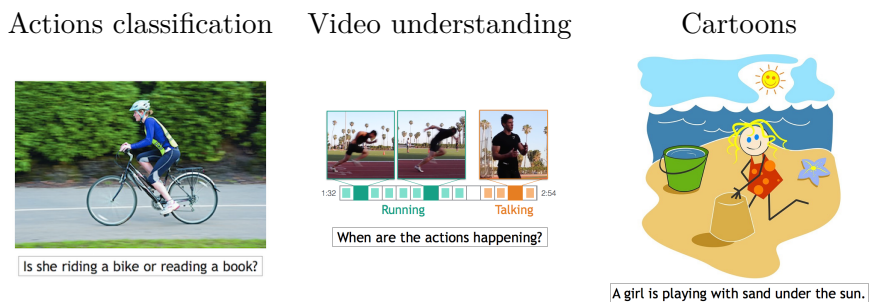 Actions classification
Video understanding
Cartoons
1:32
2:54
Running
Talking
When are the actions happening?
Is she riding a bike or reading a book?
A girl is playing with sand under the sun.